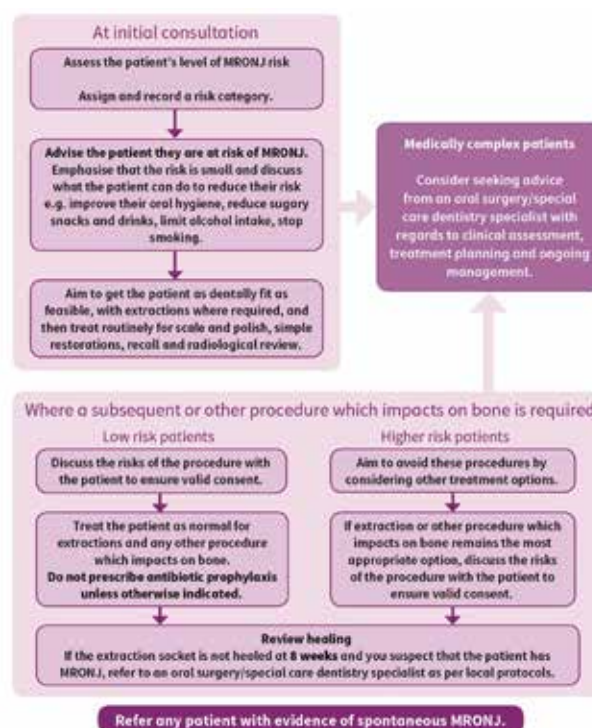 At initial consultation
Assess the patient's level of MRONJ risk
Assign and record a risk category.
Advise the patient they are at risk of MRONJ.
Emphasise that the risk is small and discuss
what the patient can do to reduce their risk
e.g. improve their oral hygiene, reduce sugary
snacks and drinks, limit alcohol intake, stop
smoking.
Aim to get the patient as dentally fit as
feasible, with extractions where required, and
then treat routinely for scale and polish, simple
restorations, recall and radiological review.
Medically complex patients
Consider seeking advice
from an oral surgery/special
care dentistry specialist with
regards to clinical assessment,
treatment planning and ongoing
management.
Where a subsequent or other procedure which impacts on bone is required
Low risk patients
Discuss the risks of the procedure with
the patient to ensure valid consent.
Treat the patient as normal for
extractions and any other procedure
which impacts on bone.
Do not prescribe antibiotic prophylaxis
unless otherwise indicated.
Higher risk patients
Aim to avoid these procedures by
considering other treatment options.
If extraction or other procedure which
impacts on bone remains the most
appropriate option, discuss the risks
of the procedure with the patient to
ensure valid consent.
Review healing
If the extraction socket is not healed at 8 weeks and you suspect that the patient has
MRONJ, refer to an oral surgery/special care dentistry specialist as per local protocols.
Refer any patient with evidence of spontaneous MRONJ.